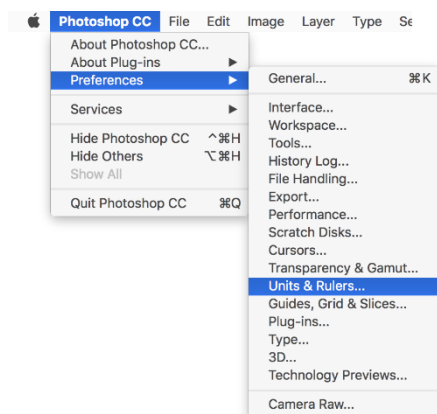 Photoshop CC File Edit Image Layer Type Se
About Photoshop CC...
About Plug-ins ▶
Preferences ▶
Services ▶
Hide Photoshop CC ^⌘H
Hide Others ⌥⌘H
Show All
Quit Photoshop CC ⌘Q
General... ⌘K
Interface...
Workspace...
Tools...
History Log...
File Handling...
Export...
Performance...
Scratch Disks...
Cursors...
Transparency & Gamut...
Units & Rulers...
Guides, Grid & Slices...
Plug-ins...
Type...
3D...
Technology Previews...
Camera Raw...